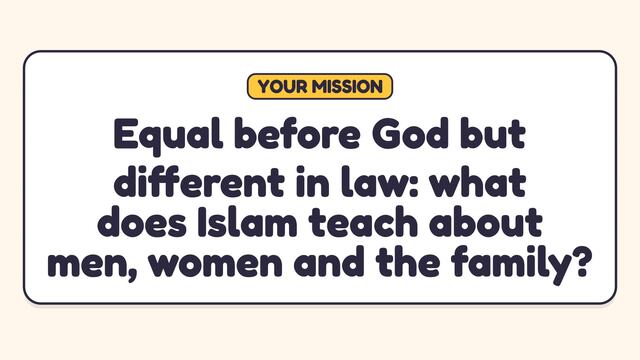 YOUR MISSION
Equal before God but
different in law: what
does Islam teach about
men, women and the family?